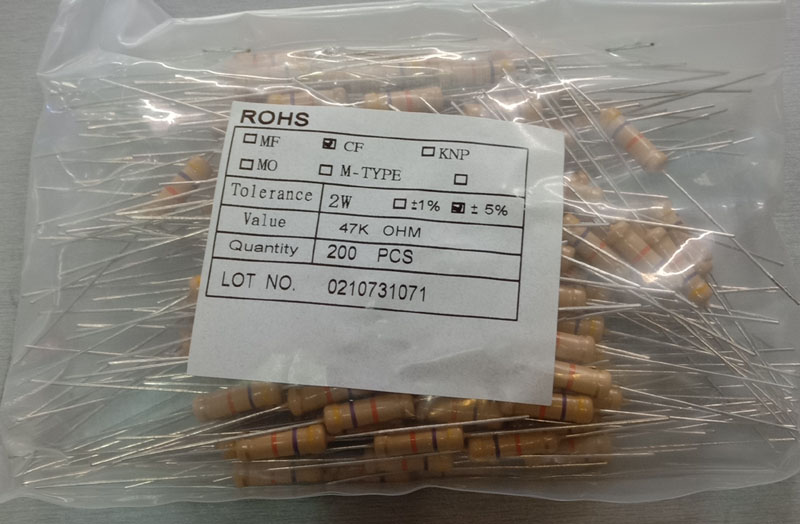 ROHS
MF CF KNP
MO M-TYPE
Tolerance 2W ±1% ± 5%
Value 47K OHM
Quantity 200 PCS
LOT NO. 0210731071